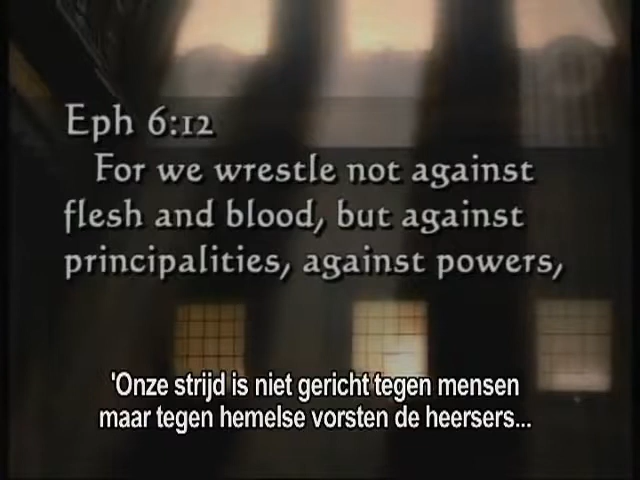 Eph 6:12
For we wrestle not against
flesh and blood, but against
principalities, against powers,
'Onze strijd is niet gericht tegen mensen
maar tegen hemelse vorsten de heersers...